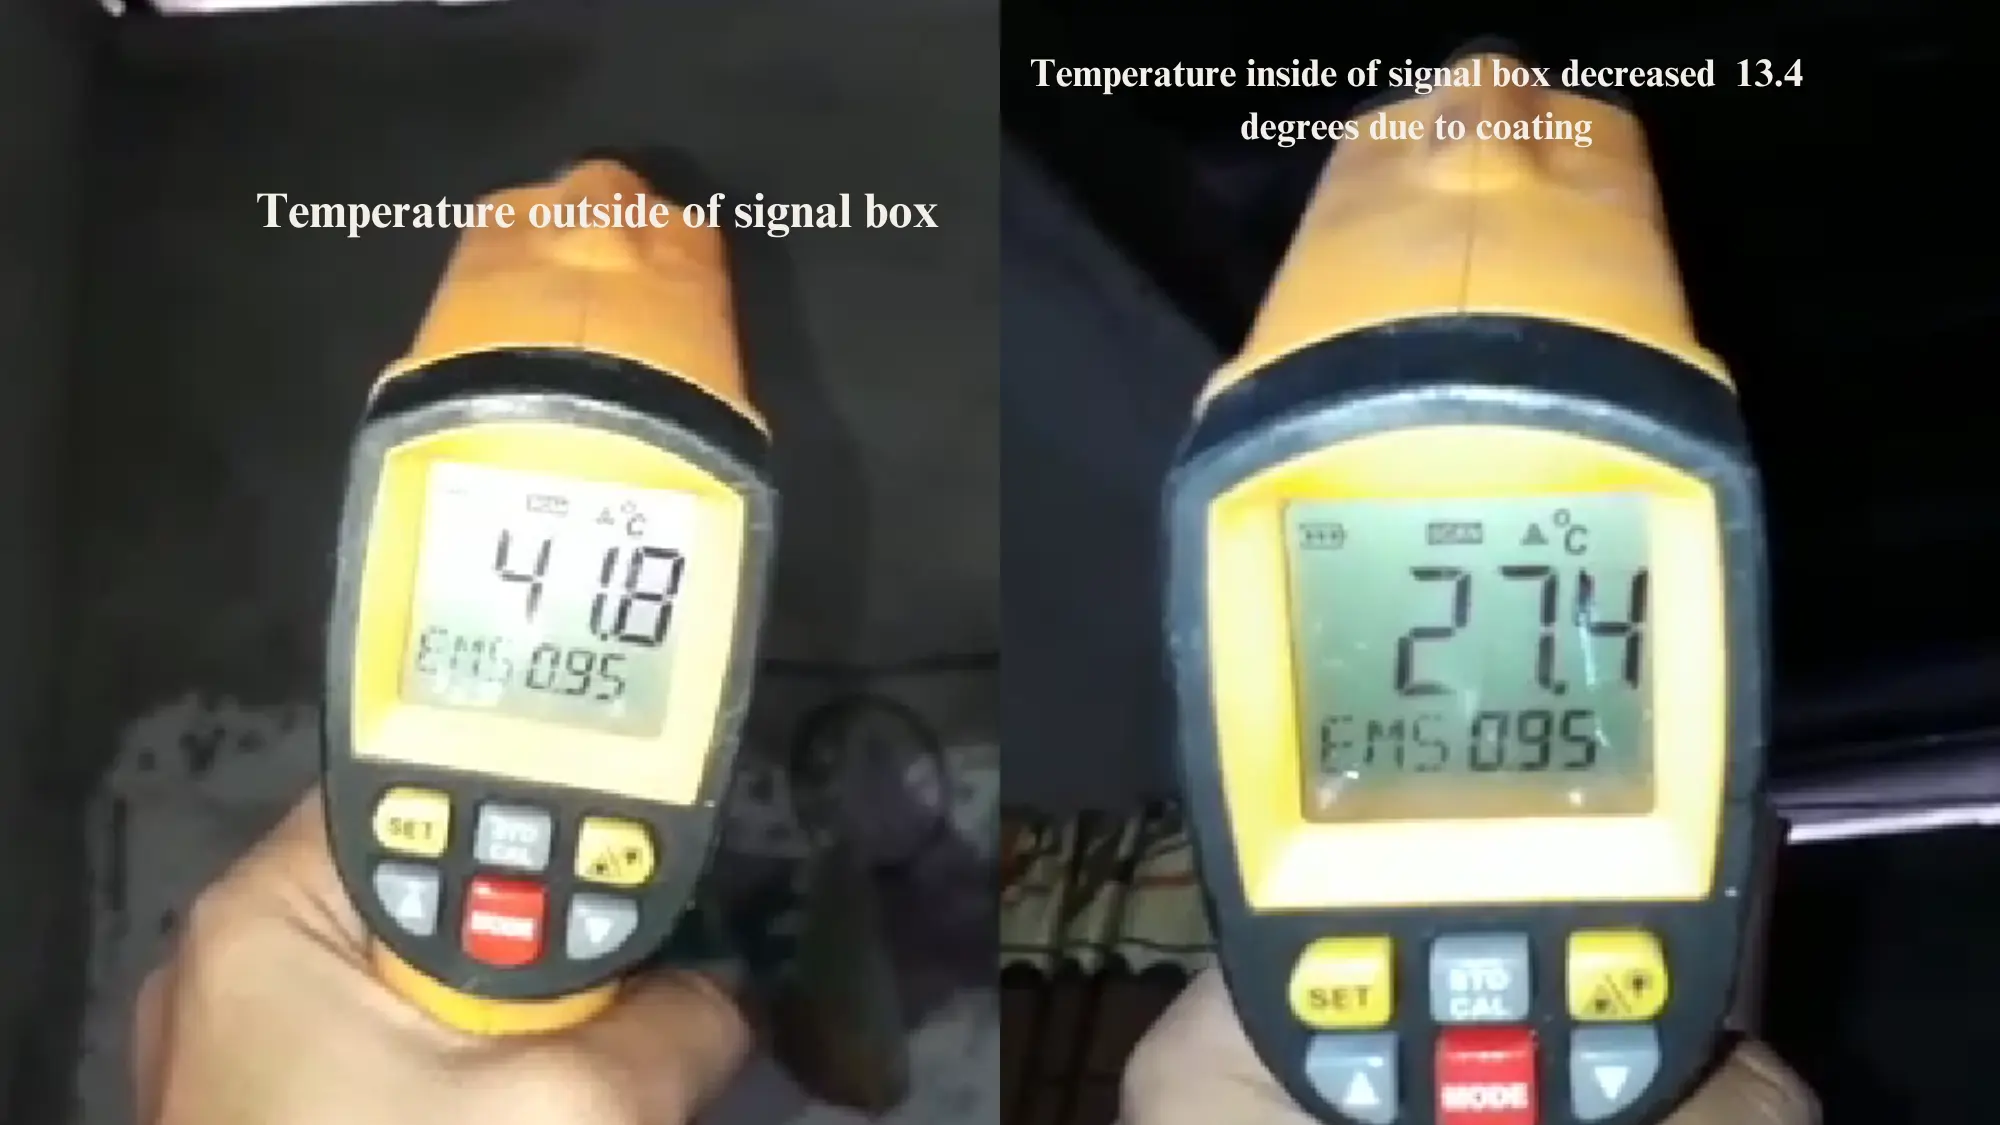 Temperature outside of signal box
°C
41.8
EMS 0.95
SET
STO
CAL
MODE
Temperature inside of signal box decreased 13.4
degrees due to coating
SCAN °C
27.4
EMS 0.95
SET
STO
CAL
MODE